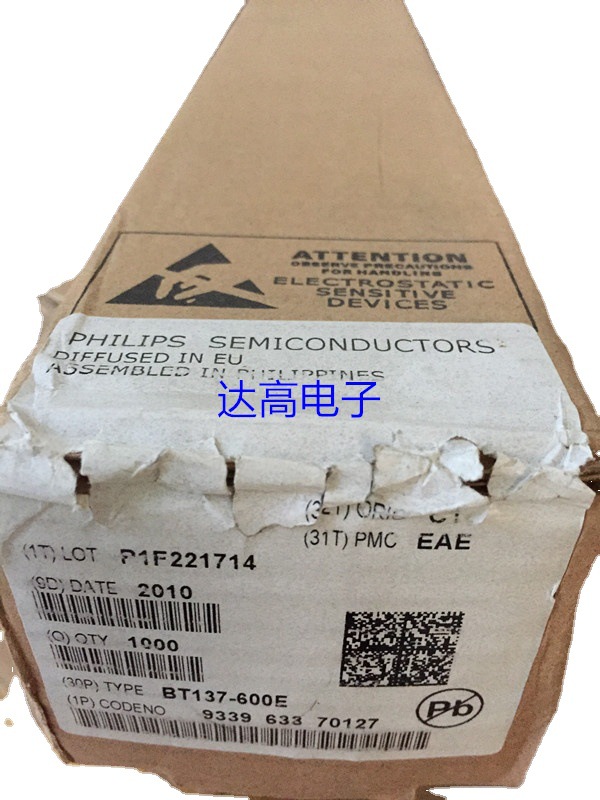 ATTENTION
OBSERVE PRECAUTIONS
FOR HANDLING
ELECTROSTATIC
SENSITIVE
DEVICES
PHILIPS SEMICONDUCTORS
DIFFUSED IN EU
ASSEMBLED IN PHILIPPINES
达高电子
(31T) PMC EAE
(1T) LOT P1F221714
(9D) DATE 2010
(Q) QTY 1000
(30P) TYPE BT137-600E
(1P) CODENO 9339 633 70127
Pb